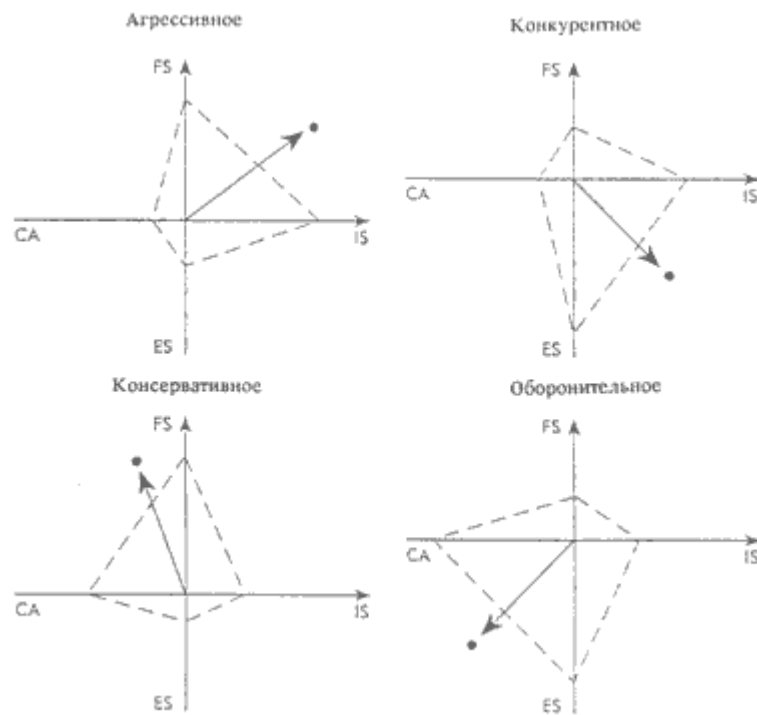 Агрессивное
Конкурентное
FS
FS
CA
IS
CA
IS
ES
ES
Консервативное
Оборонительное
FS
FS
CA
IS
CA
IS
ES
ES